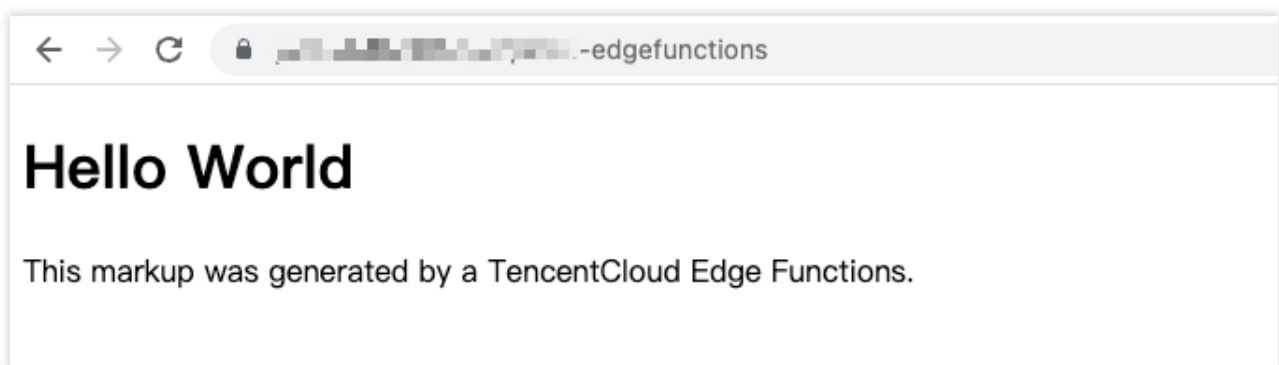 -edgefunctions
Hello World
This markup was generated by a TencentCloud Edge Functions.